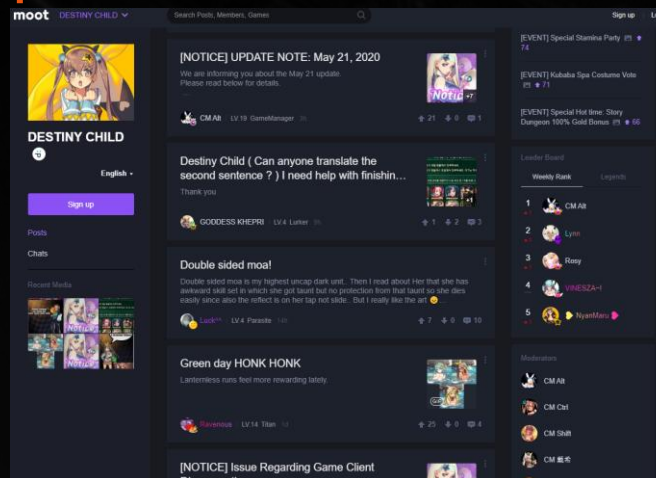 moot DESTINY CHILD
Search Posts, Members, Games
Sign up
DESTINY CHILD
English
Sign up
Posts
Chats
Recent Media
[NOTICE] UPDATE NOTE: May 21, 2020
We are informing you about the May 21 update.
Please read below for details.
Notic
+7
CM Alt LV.19 GameManager
21 0 1
Destiny Child ( Can anyone translate the
second sentence ? ) I need help with finishin...
Thank you
GODDESS KHEPRI LV.4 Lurker
1 2 3
Double sided moa!
Double sided moa is my highest uncap dark unit.. Then I read about Her that she has
awkward skill set in which she got taunt but no protection from that taunt so she dies
easily since also the reflect is on her tap not slide.. But I really like the art
Luck^^ LV.4 Parasite
7 0 10
Green day HONK HONK
Lanternless runs feel more rewarding lately.
GIF
Ravenous LV.14 Titan 1d
25 0 4
[NOTICE] Issue Regarding Game Client
[EVENT] Special Stamina Party
74
[EVENT] Kubaba Spa Costume Vote
71
[EVENT] Special Hot time: Story
Dungeon 100% Gold Bonus 66
Leader Board
Weekly Rank Legends
1 CM Alt
2 Lynn
3 Rosy
4 VINESZA~!
5 NyanMaru
Moderators
CM Alt
CM Ctrl
CM Shift
CM